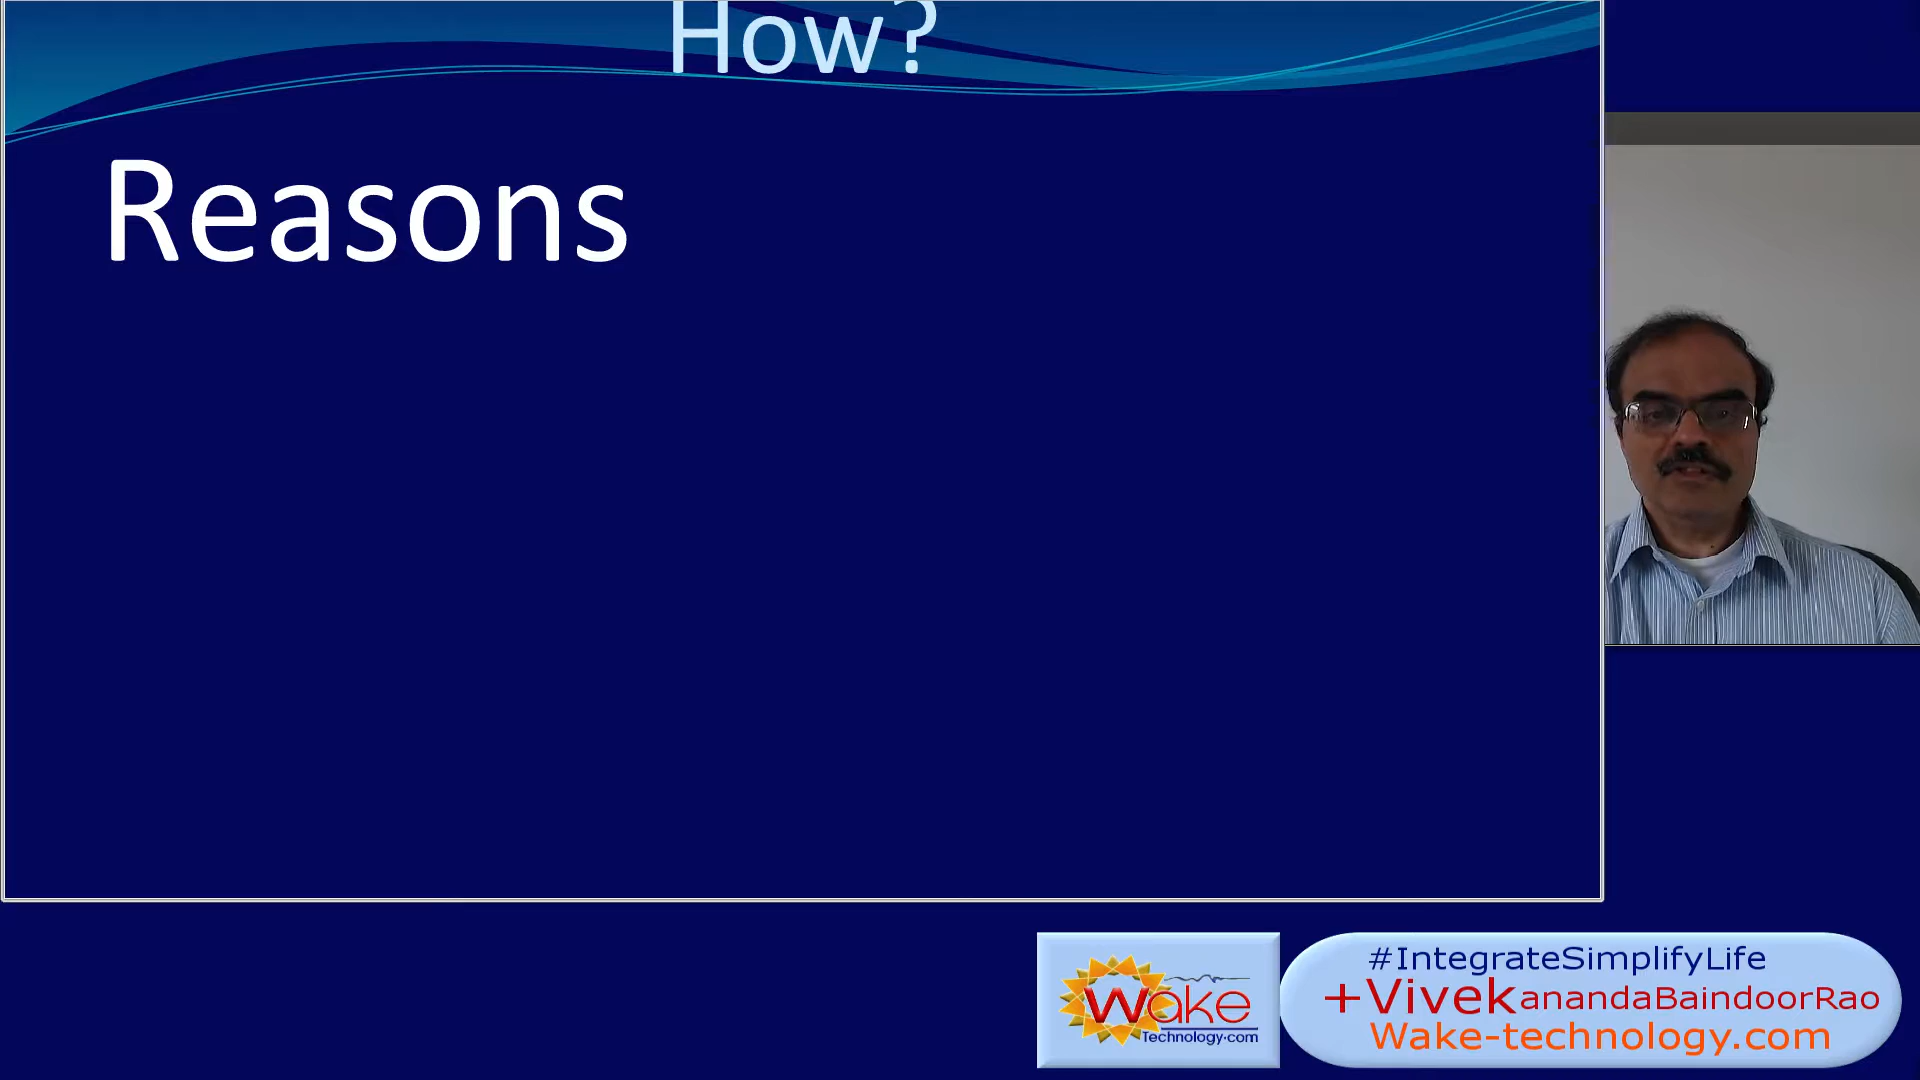 How?
Reasons
Wake
Technology.com
#IntegrateSimplifyLife
+VivekanandaBaindoorRao
Wake-technology.com